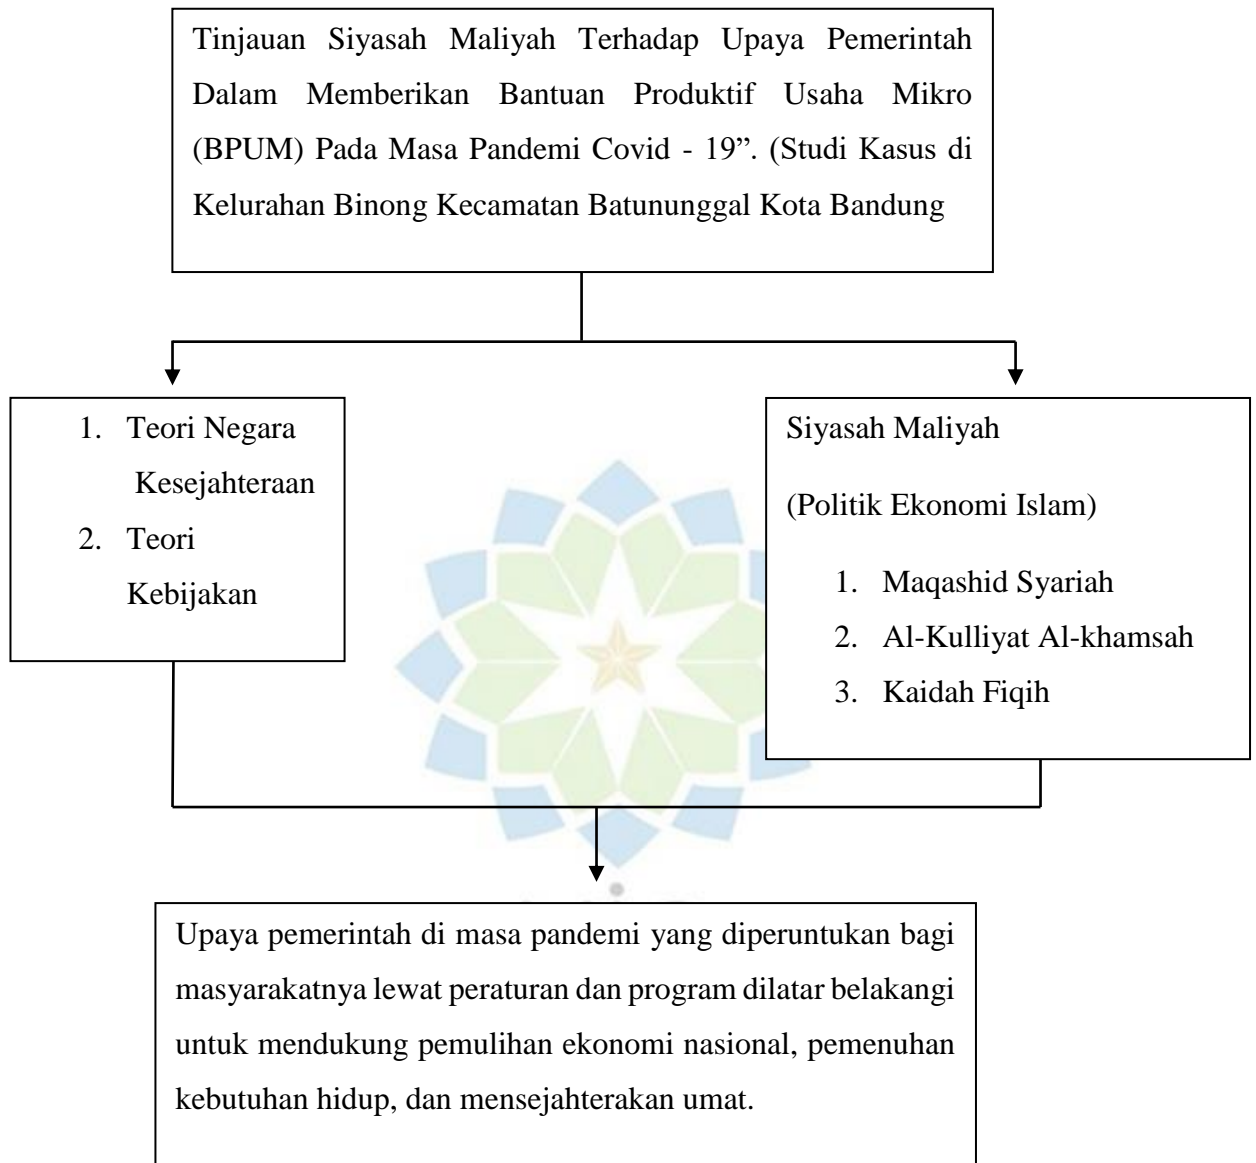 Tinjauan Siyasah Maliyah Terhadap Upaya Pemerintah
Dalam Memberikan Bantuan Produktif Usaha Mikro
(BPUM) Pada Masa Pandemi Covid - 19”. (Studi Kasus di
Kelurahan Binong Kecamatan Batununggal Kota Bandung
1. Teori Negara
Kesejahteraan
2. Teori
Kebijakan
Siyasah Maliyah
(Politik Ekonomi Islam)
1. Maqashid Syariah
2. Al-Kulliyat Al-khamsah
3. Kaidah Fiqih
Upaya pemerintah di masa pandemi yang diperuntukan bagi
masyarakatnya lewat peraturan dan program dilatar belakangi
untuk mendukung pemulihan ekonomi nasional, pemenuhan
kebutuhan hidup, dan mensejahterakan umat.